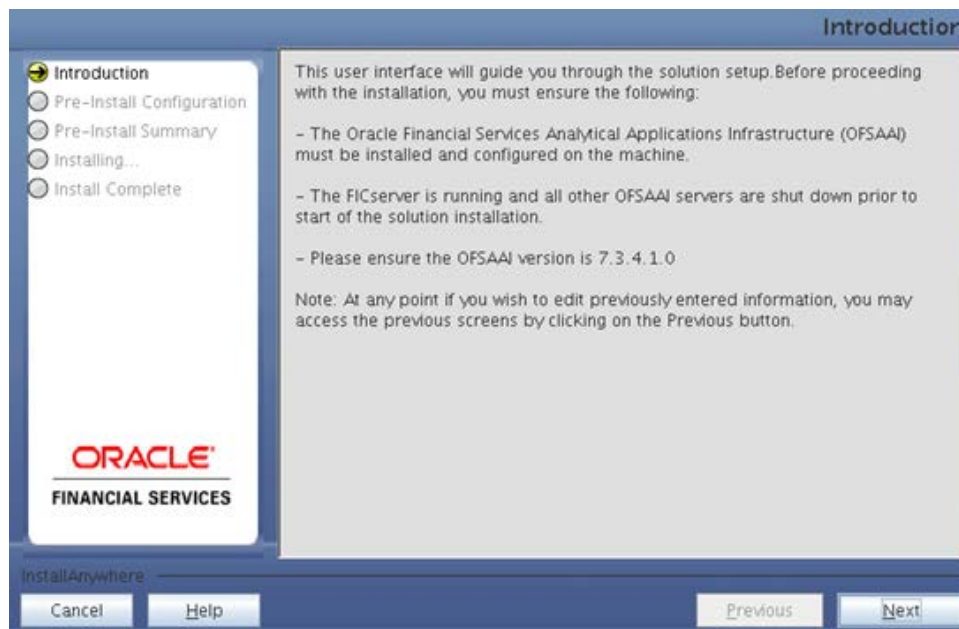 Introduction
Introduction
Pre-Install Configuration
Pre-Install Summary
Installing...
Install Complete
ORACLE
FINANCIAL SERVICES
This user interface will guide you through the solution setup.Before proceeding
with the installation, you must ensure the following:
- The Oracle Financial Services Analytical Applications Infrastructure (OFSAAI)
must be installed and configured on the machine.
- The FICserver is running and all other OFSAAI servers are shut down prior to
start of the solution installation.
- Please ensure the OFSAAI version is 7.3.4.1.0
Note: At any point if you wish to edit previously entered information, you may
access the previous screens by clicking on the Previous button.
InstallAnywhere
Cancel
Help
Previous
Next